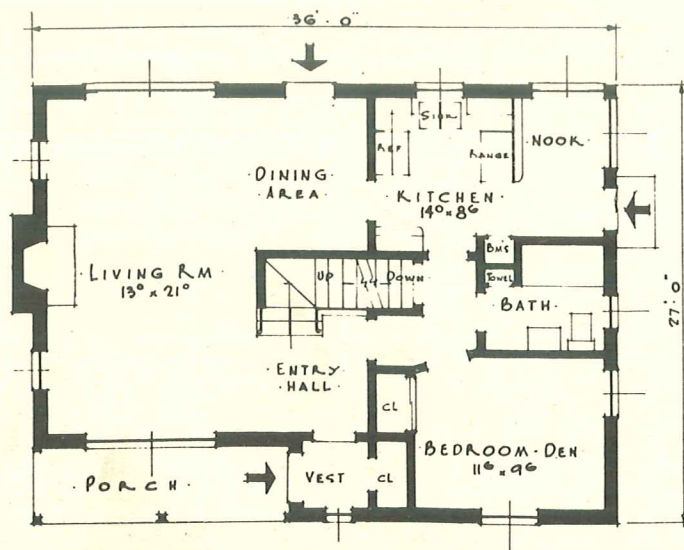 36'-0"
SINK
NOOK
REF
RANGE
DINING
AREA
KITCHEN
14⁰ x 8⁶
BM'S
UP
DOWN
TOWEL
LIVING RM
13⁰ x 21⁰
BATH
27'-0"
ENTRY
HALL
CL
BEDROOM-DEN
11⁶ x 9⁶
PORCH
VEST
CL